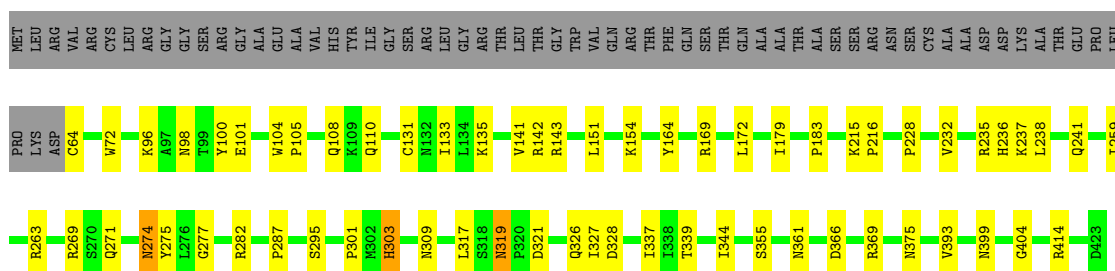 MET LEU ARG VAL ARG CYS LEU ARG GLY GLY SER ARG GLY ALA GLU ALA VAL HIS TYR ILE GLY SER ARG LEU GLY ARG THR LEU THR GLY TRP VAL GLN ARG THR PHE GLN SER THR GLN ALA ALA THR ALA SER SER ARG ASN SER CYS ALA ALA ASP ASP LYS ALA THR GLU ASP PRO LEU
PRO LYS ASP C64 W72 K96 A97 N98 T99 Y100 E101 W104 P105 Q108 K109 Q110 C131 N132 I133 L134 K135 V141 R142 R143 L151 K154 Y164 R169 L172 I179 P183 K215 P216 P228 V232 R235 H236 K237 L238 Q241
R263 R269 S270 Q271 N274 Y275 L276 G277 R282 P287 S295 P301 M302 H303 N309 L317 S318 N319 P320 D321 Q326 I327 D328 I337 I338 T339 I344 S355 N361 D366 R369 N375 V393 N399 G404 R414 D423